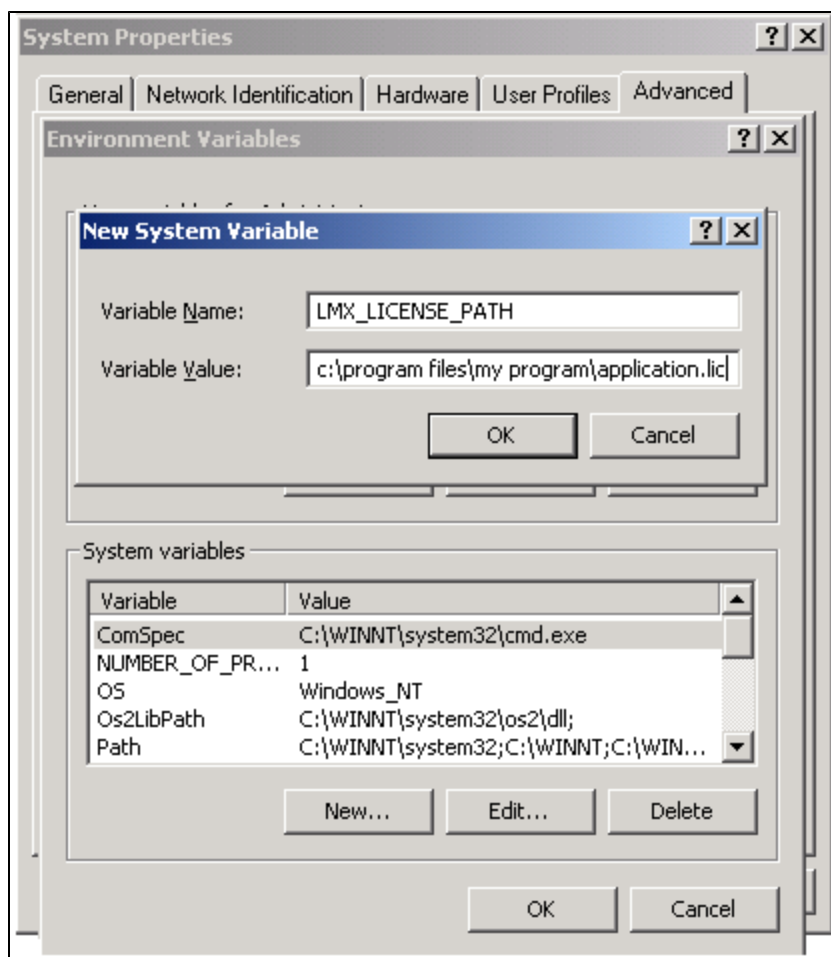 System Properties
General Network Identification Hardware User Profiles Advanced
Environment Variables
New System Variable
Variable Name: LMX_LICENSE_PATH
Variable Value: c:\program files\my program\application.lic
OK Cancel
System variables
Variable Value
ComSpec C:\WINNT\system32\cmd.exe
NUMBER_OF_PR... 1
OS Windows_NT
Os2LibPath C:\WINNT\system32\os2\dll;
Path C:\WINNT\system32;C:\WINNT;C:\WIN...
New... Edit... Delete
OK Cancel